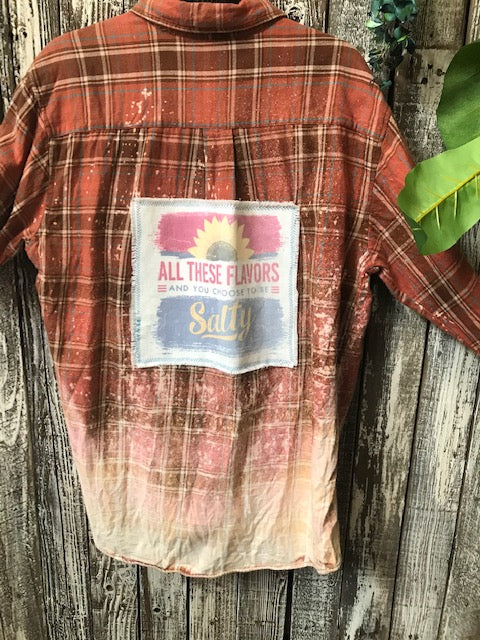 ALL THESE FLAVORS
AND YOU CHOOSE TO BE
Salty